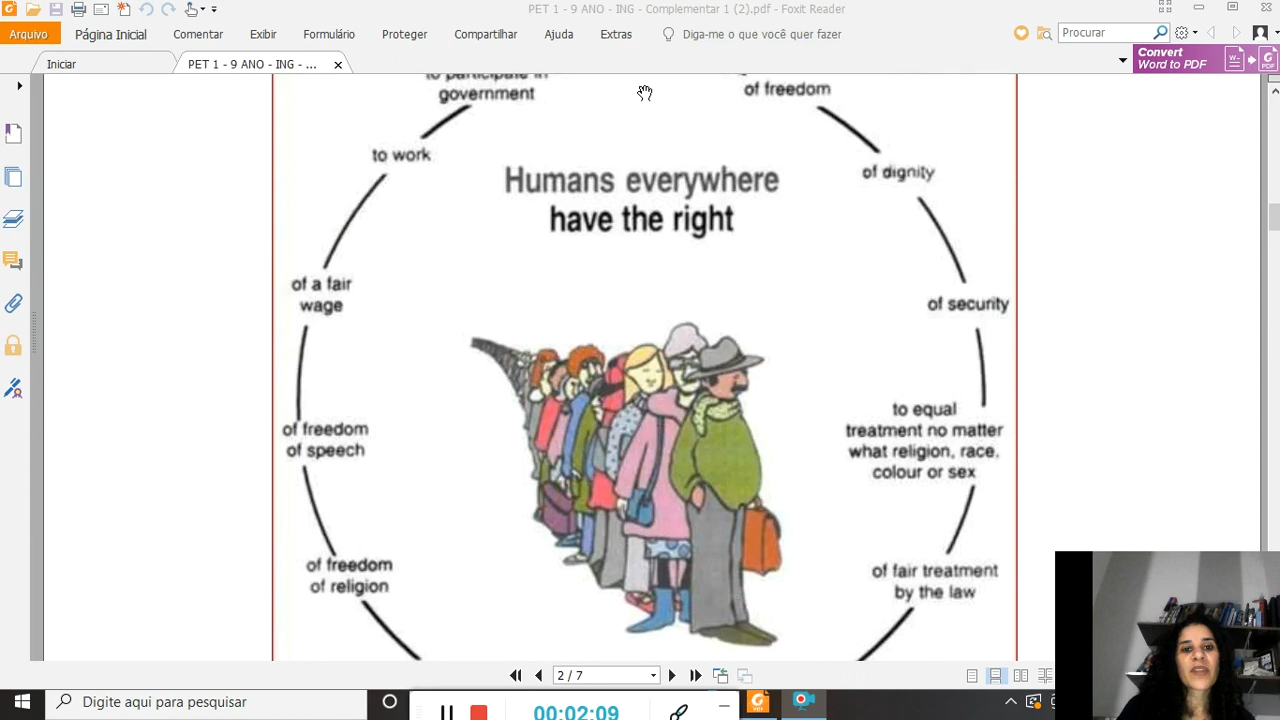 PET 1 - 9 ANO - ING - Complementar 1 (2).pdf - Foxit Reader
Arquivo Página Inicial Comentar Exibir Formulário Proteger Compartilhar Ajuda Extras Diga-me o que você quer fazer Procurar
Iniciar PET 1 - 9 ANO - ING - ... Convert
Word to PDF
to participate in
government
of freedom
to work
of dignity
Humans everywhere
have the right
of a fair
wage
of security
of freedom
of speech
to equal
treatment no matter
what religion, race,
colour or sex
of freedom
of religion
of fair treatment
by the law
2 / 7
Digite aqui para pesquisar
00:02:09